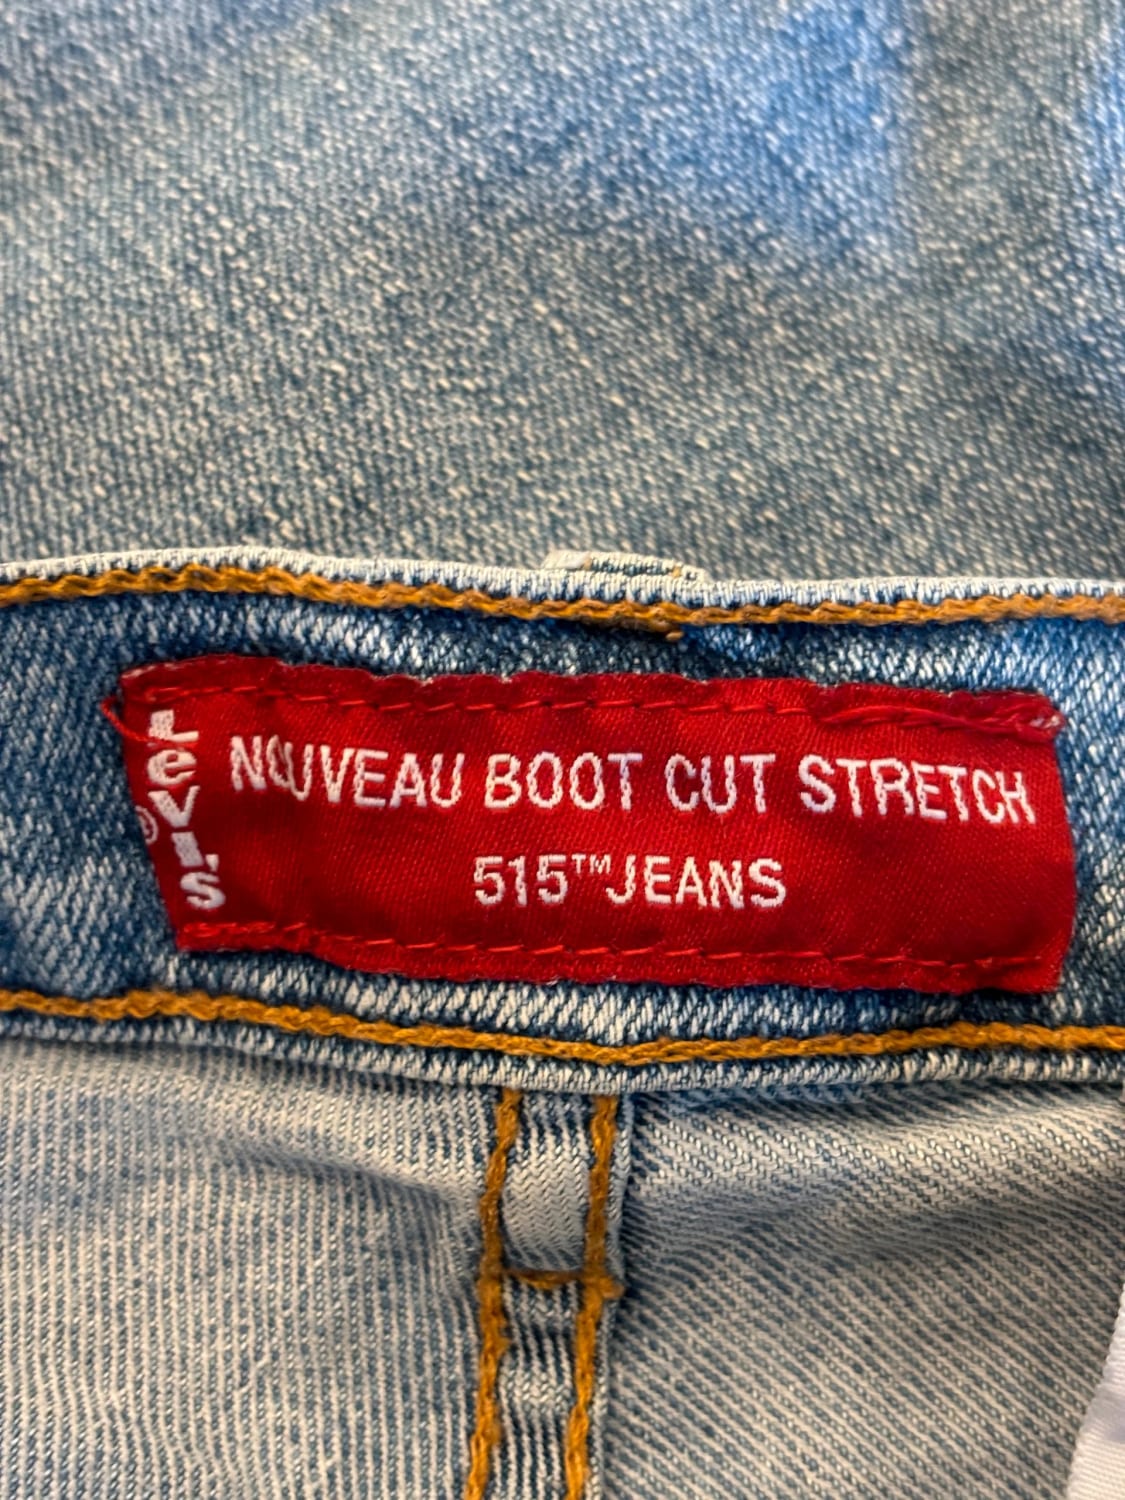 LeVI'S
®
NOUVEAU BOOT CUT STRETCH
515™ JEANS